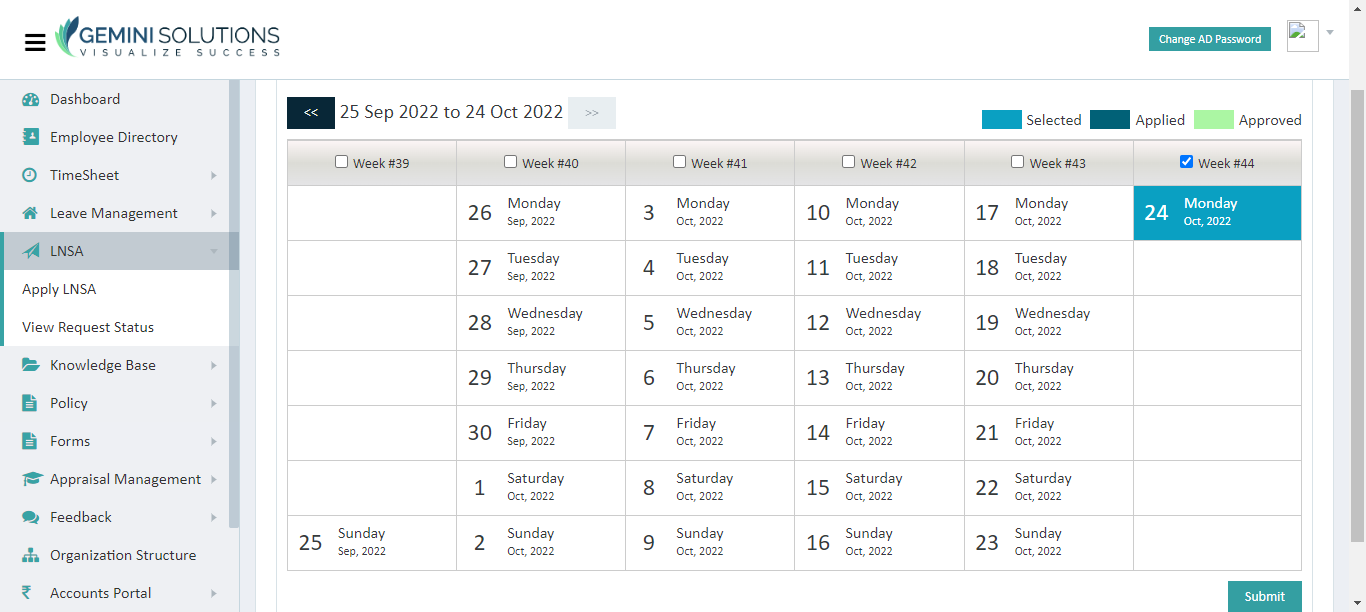 GEMINI SOLUTIONS
VISUALIZE SUCCESS
Change AD Password
Dashboard
Employee Directory
TimeSheet
Leave Management
LNSA
Apply LNSA
View Request Status
Knowledge Base
Policy
Forms
Appraisal Management
Feedback
Organization Structure
₹ Accounts Portal
<< 25 Sep 2022 to 24 Oct 2022 >>
Selected Applied Approved
Week #39 Week #40 Week #41 Week #42 Week #43 Week #44
26 Monday Sep, 2022 3 Monday Oct, 2022 10 Monday Oct, 2022 17 Monday Oct, 2022 24 Monday Oct, 2022
27 Tuesday Sep, 2022 4 Tuesday Oct, 2022 11 Tuesday Oct, 2022 18 Tuesday Oct, 2022
28 Wednesday Sep, 2022 5 Wednesday Oct, 2022 12 Wednesday Oct, 2022 19 Wednesday Oct, 2022
29 Thursday Sep, 2022 6 Thursday Oct, 2022 13 Thursday Oct, 2022 20 Thursday Oct, 2022
30 Friday Sep, 2022 7 Friday Oct, 2022 14 Friday Oct, 2022 21 Friday Oct, 2022
1 Saturday Oct, 2022 8 Saturday Oct, 2022 15 Saturday Oct, 2022 22 Saturday Oct, 2022
25 Sunday Sep, 2022 2 Sunday Oct, 2022 9 Sunday Oct, 2022 16 Sunday Oct, 2022 23 Sunday Oct, 2022
Submit